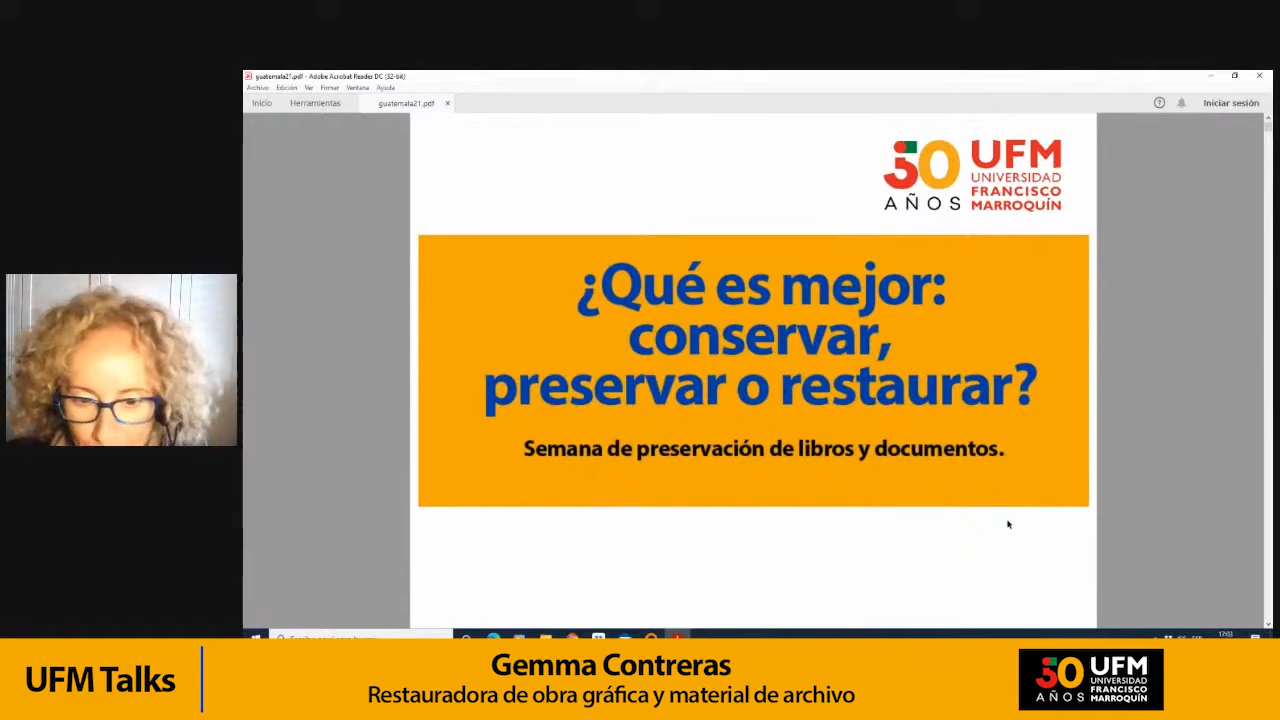 guatemala21.pdf - Adobe Acrobat Reader DC (32-bit)
Archivo Edición Ver Firmar Ventana Ayuda
Inicio Herramientas guatemala21.pdf × Iniciar sesión
50 UFM
AÑOS UNIVERSIDAD
FRANCISCO
MARROQUÍN
¿Qué es mejor:
conservar,
preservar o restaurar?
Semana de preservación de libros y documentos.
17:03
UFM Talks
Gemma Contreras
Restauradora de obra gráfica y material de archivo
50 UFM
AÑOS UNIVERSIDAD
FRANCISCO
MARROQUÍN